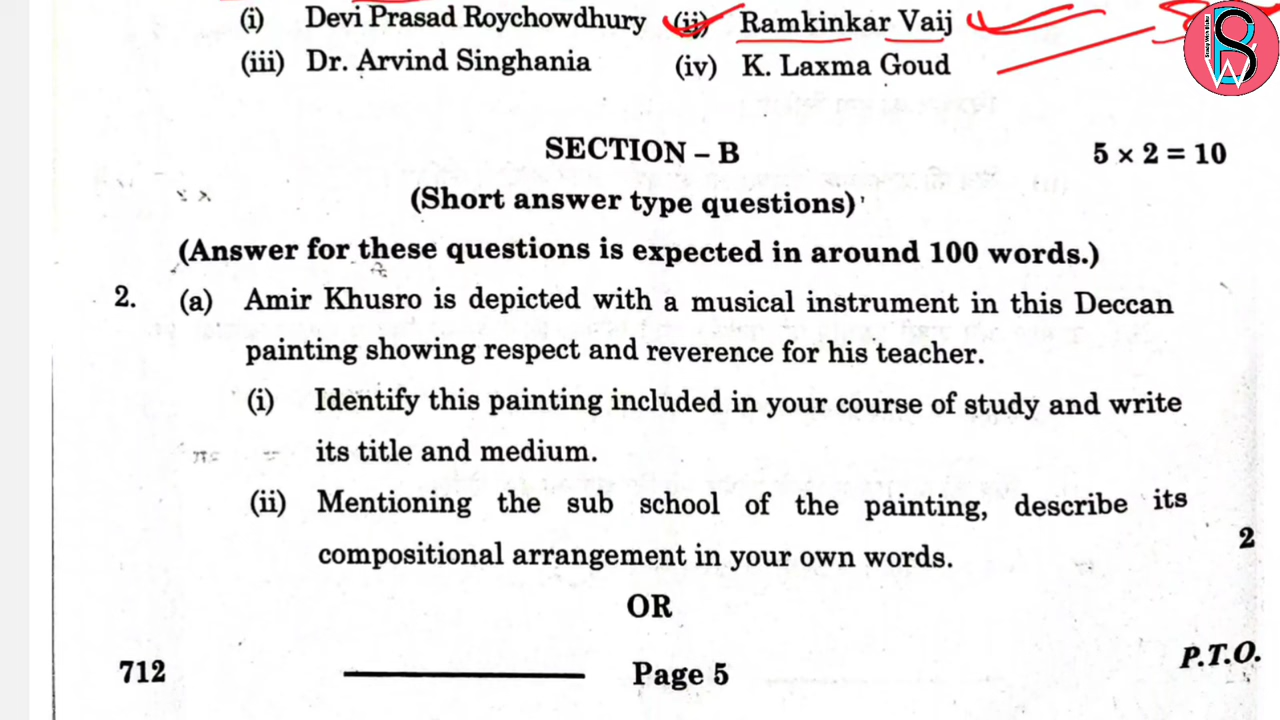 (i) Devi Prasad Roychowdhury (ii) Ramkinkar Vaij
(iii) Dr. Arvind Singhania (iv) K. Laxma Goud
SECTION – B 5 × 2 = 10
(Short answer type questions)
(Answer for these questions is expected in around 100 words.)
2. (a) Amir Khusro is depicted with a musical instrument in this Deccan
painting showing respect and reverence for his teacher.
(i) Identify this painting included in your course of study and write
its title and medium.
(ii) Mentioning the sub school of the painting, describe its
compositional arrangement in your own words. 2
OR
712 Page 5 P.T.O.